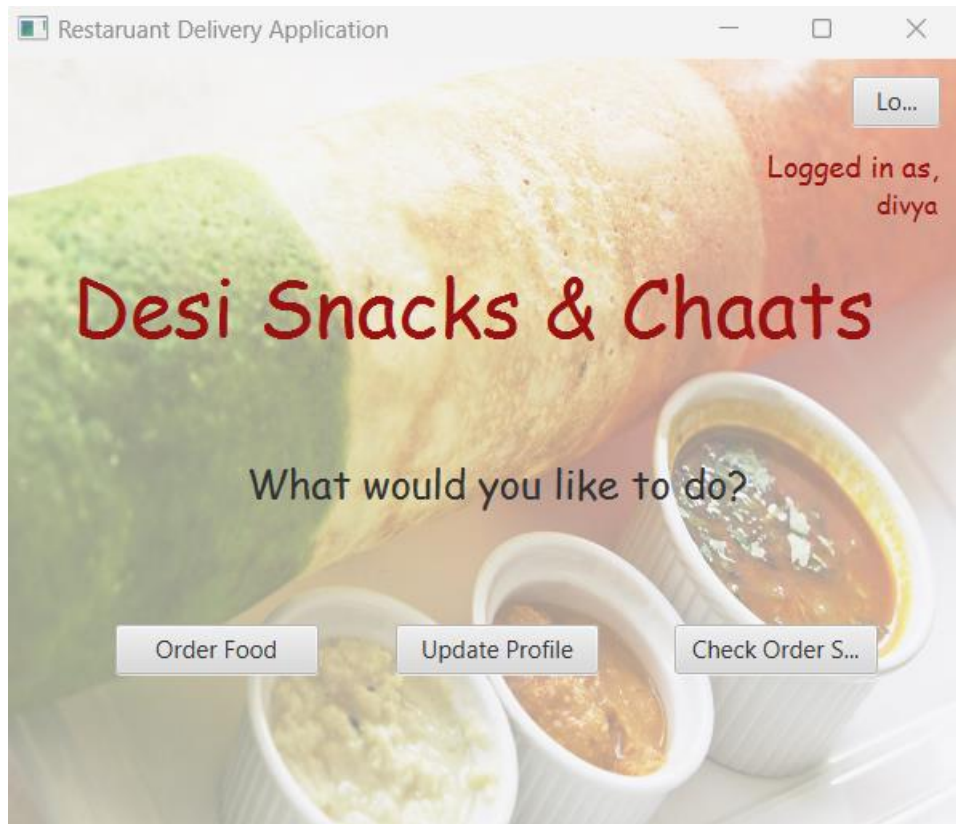 Restaruant Delivery Application
Lo...
Logged in as,
divya
Desi Snacks & Chaats
What would you like to do?
Order Food Update Profile Check Order S...